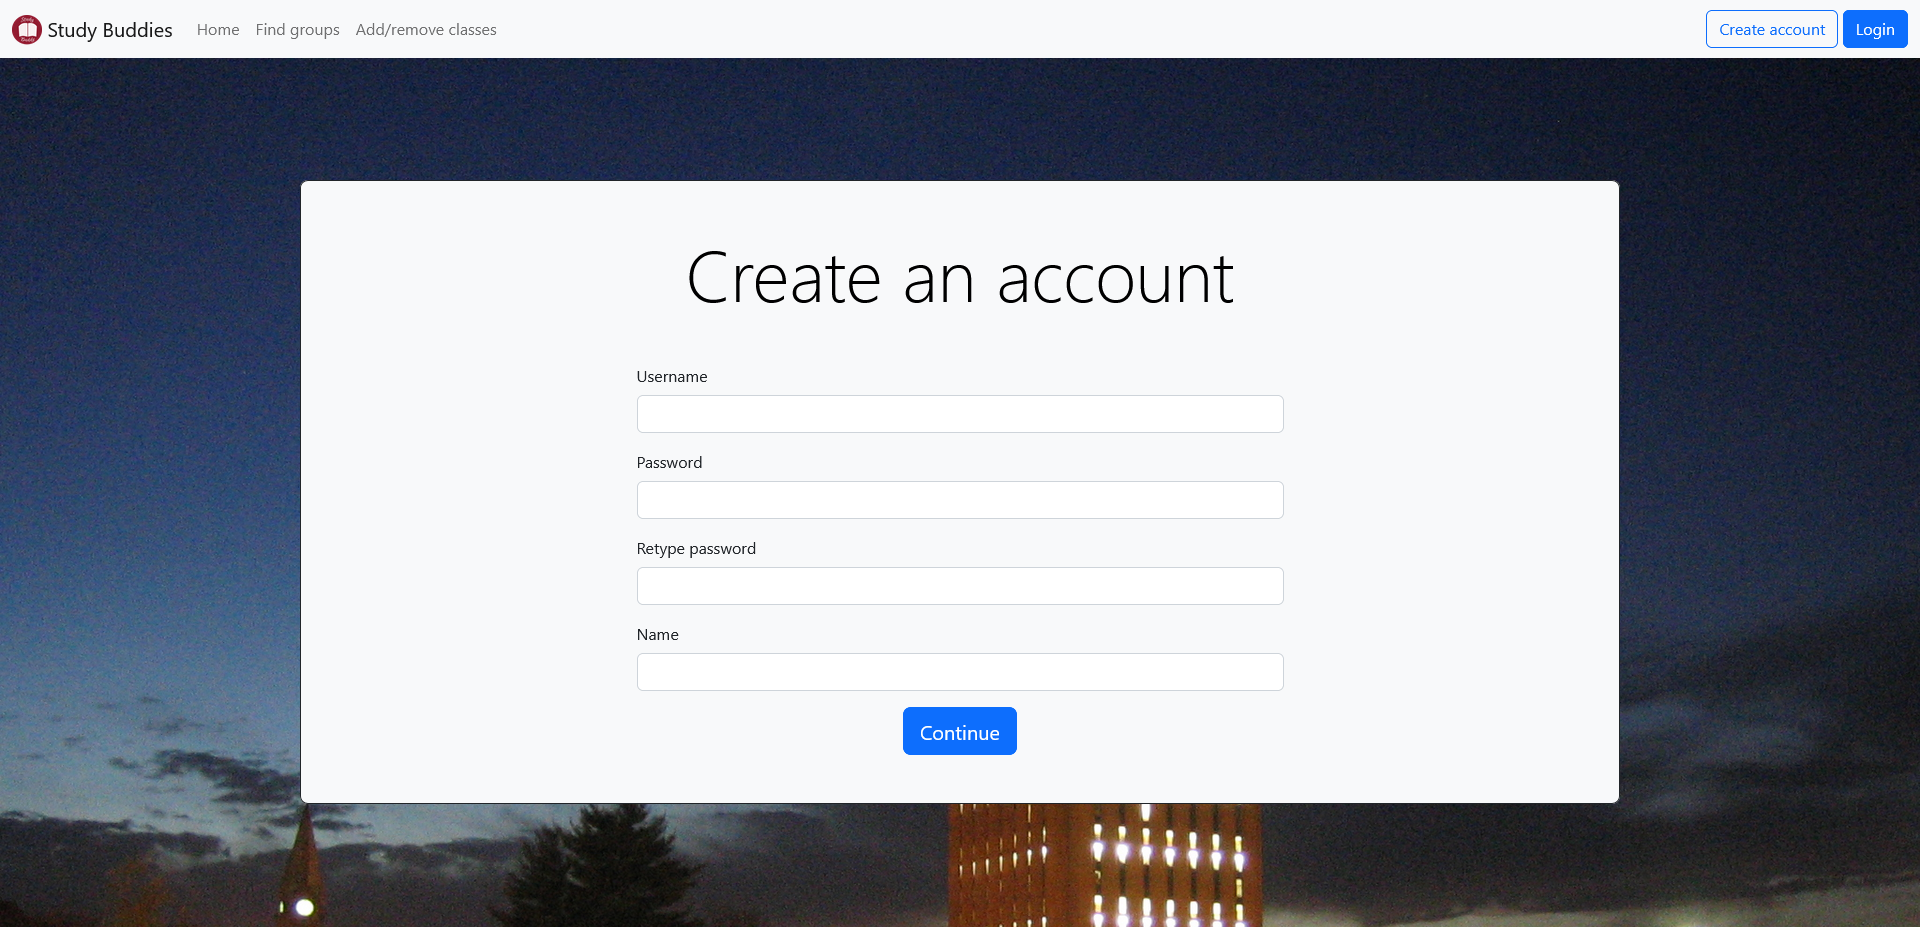 Study Buddies Home Find groups Add/remove classes Create account Login
Create an account
Username
Password
Retype password
Name
Continue